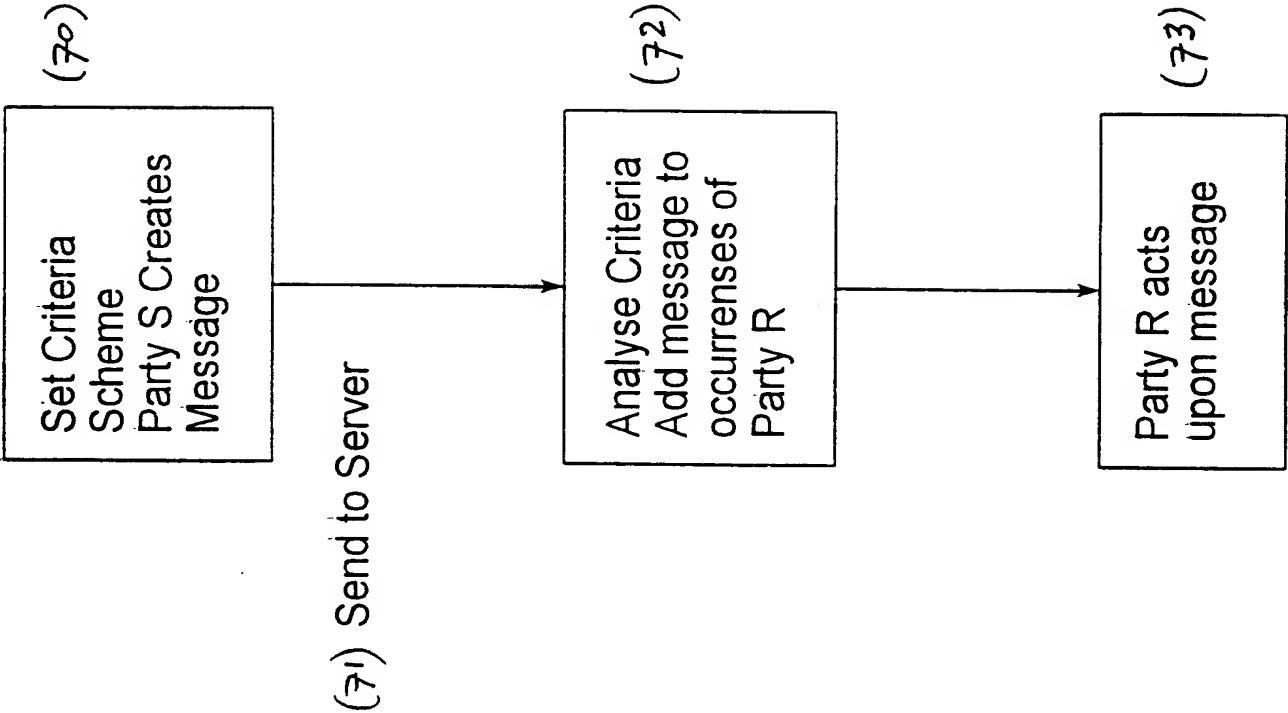 (70)
Set Criteria
Scheme
Party S Creates
Message
(71) Send to Server
(72)
Analyse Criteria
Add message to
occurrenses of
Party R
(73)
Party R acts
upon message